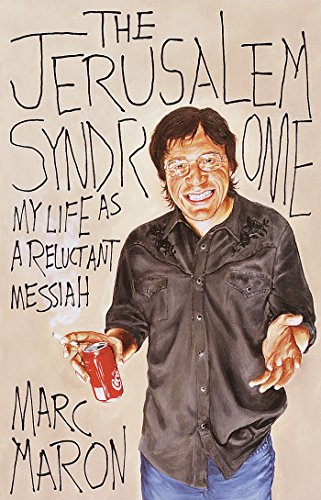 THE
JERUSALEM
SYNDROME
MY LIFE AS
A RELUCTANT
MESSIAH
MARC
MARON